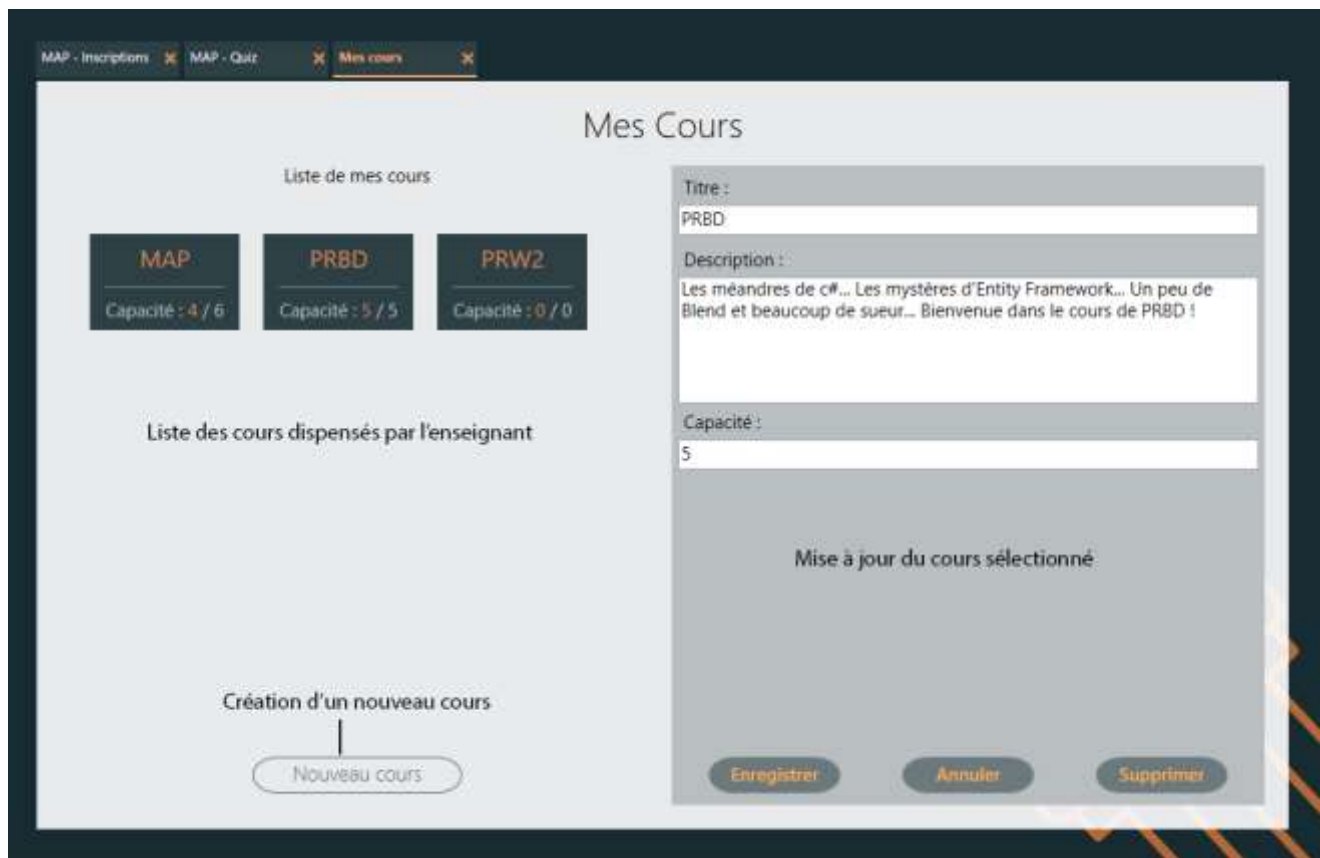 MAP - Inscriptions
MAP - Quiz
Mes cours
Mes Cours
Liste de mes cours
MAP
Capacité : 4 / 6
PRBD
Capacité : 5 / 5
PRW2
Capacité : 0 / 0
Liste des cours dispensés par l'enseignant
Création d'un nouveau cours
Nouveau cours
Titre :
PRBD
Description :
Les méandres de c#... Les mystères d'Entity Framework... Un peu de
Blend et beaucoup de sueur... Bienvenue dans le cours de PRBD !
Capacité :
5
Mise à jour du cours sélectionné
Enregistrer
Annuler
Supprimer